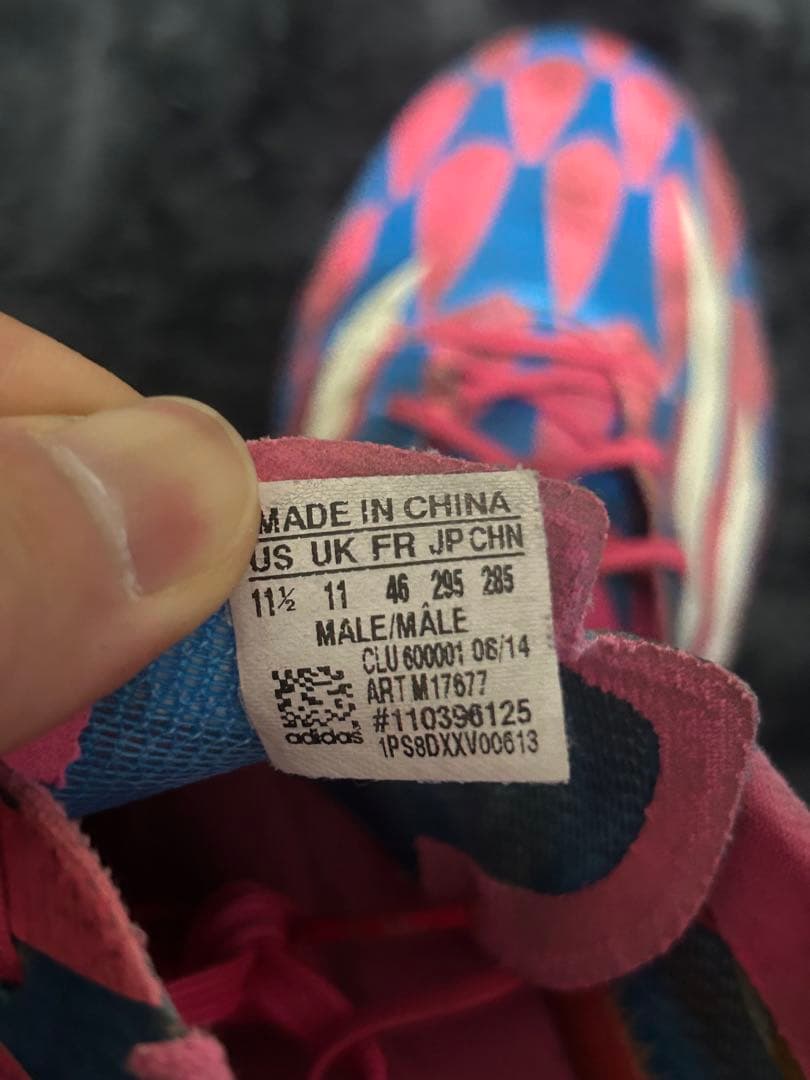 MADE IN CHINA
US UK FR JP CHN
11½ 11 46 295 285
MALE/MÂLE
CLU 600001 06/14
ART M17677
#110396125
adidas 1PS8DXXV00613